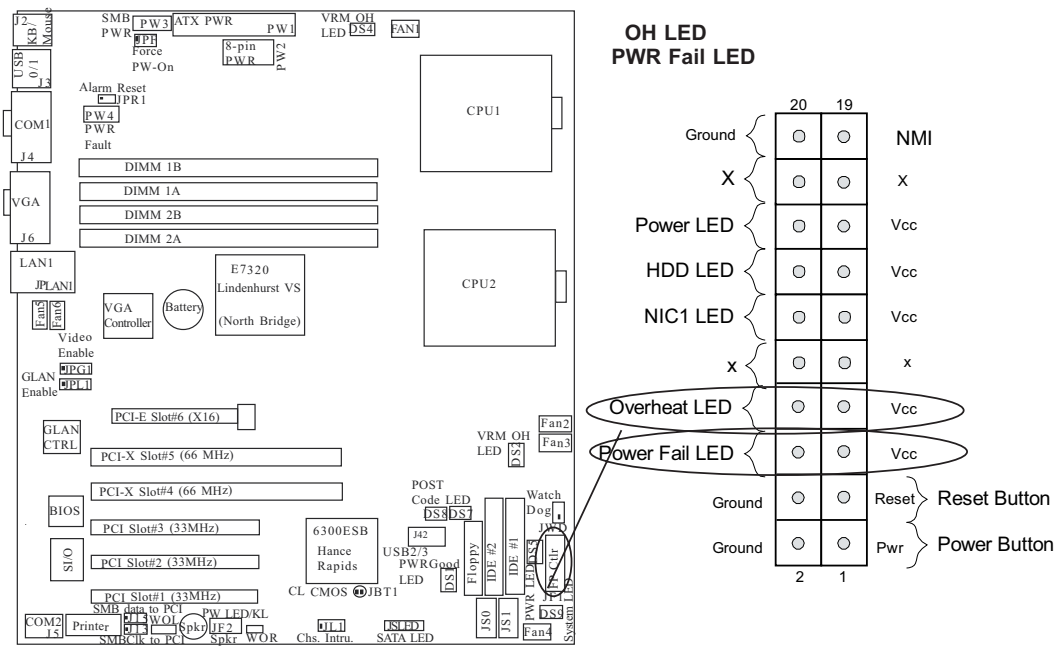 J2
KB/
Mouse
SMB
PWR
PW3
ATX PWR
PW1
VRM OH
LED
DS4
FAN1
JPF
Force
PW-On
8-pin
PWR
PW2
USB
0/1
J3
Alarm Reset
JPR1
COM1
PW4
PWR
Fault
J4
CPU1
DIMM 1B
DIMM 1A
DIMM 2B
DIMM 2A
VGA
J6
LAN1
JPLAN1
Fan5
Fan6
VGA
Controller
Battery
E7320
Lindenhurst VS
(North Bridge)
CPU2
Video
Enable
JPG1
GLAN
Enable
JPL1
PCI-E Slot#6 (X16)
GLAN
CTRL
PCI-X Slot#5 (66 MHz)
VRM OH
LED
DS2
Fan2
Fan3
PCI-X Slot#4 (66 MHz)
BIOS
PCI Slot#3 (33MHz)
POST
Code LED
DS8
DS7
Watch
Dog
JWD
J42
USB2/3
PWRGood
LED
DS1
Floppy
IDE #2
IDE #1
DS5
PWR LED
FP Ctlr
JF1
6300ESB
Hance
Rapids
S I/O
PCI Slot#2 (33MHz)
PCI Slot#1 (33MHz)
CL CMOS
JBT1
SMB data to PCI
COM2
J5
Printer
WOL
SMBClk to PCI
Spkr
PW LED/KL
JF2
Spkr
WOR
JL1
Chs. Intru.
JSLED
SATA LED
JS0
JS1
DS9
Fan4
System LED
OH LED
PWR Fail LED
20 19
Ground NMI
X X
Power LED Vcc
HDD LED Vcc
NIC1 LED Vcc
x x
Overheat LED Vcc
Power Fail LED Vcc
Ground Reset Reset Button
Ground Pwr Power Button
2 1